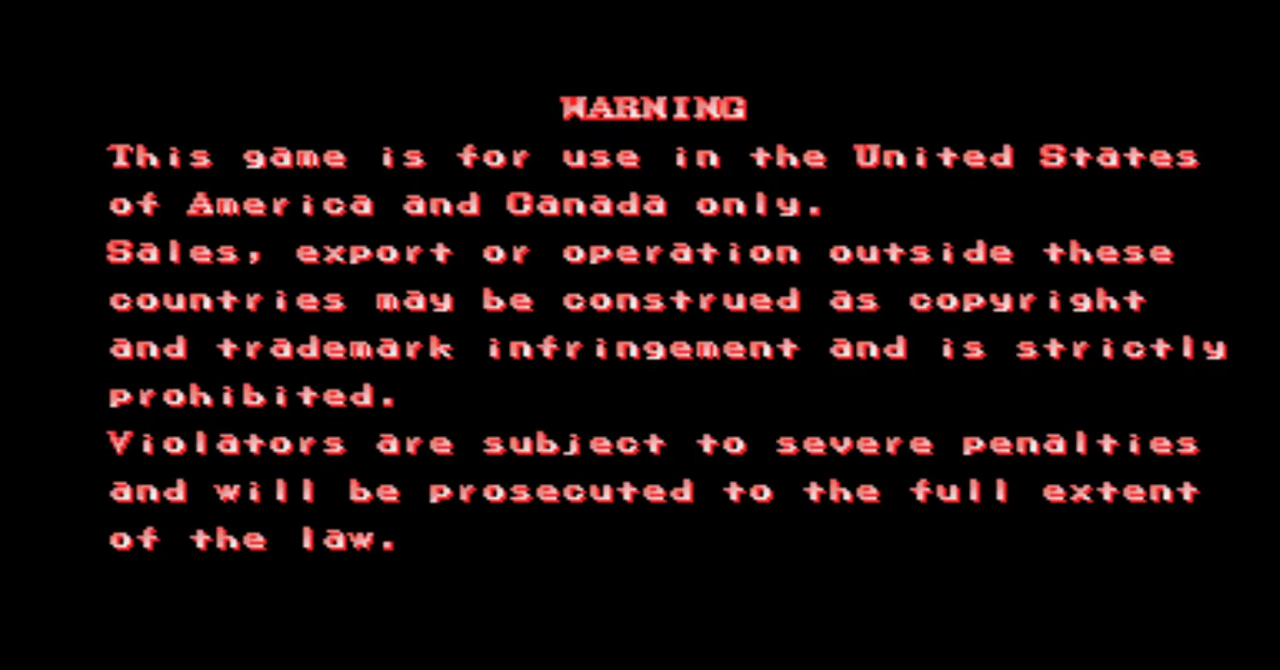 WARNING
This game is for use in the United States
of America and Canada only.
Sales, export or operation outside these
countries may be construed as copyright
and trademark infringement and is strictly
prohibited.
Violators are subject to severe penalties
and will be prosecuted to the full extent
of the law.